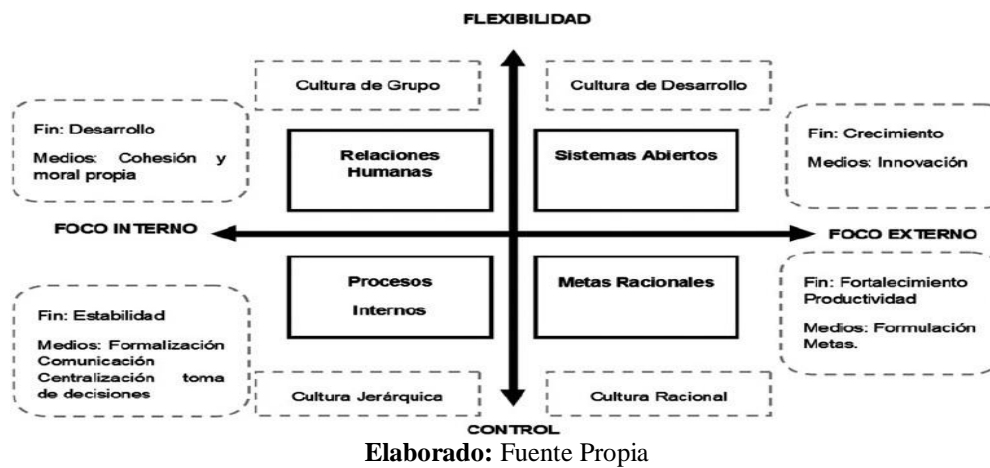 FLEXIBILIDAD
Cultura de Grupo
Cultura de Desarrollo
Fin: Desarrollo
Medios: Cohesión y
moral propia
Relaciones
Humanas
Sistemas Abiertos
Fin: Crecimiento
Medios: Innovación
FOCO INTERNO
FOCO EXTERNO
Fin: Estabilidad
Medios: Formalización
Comunicación
Centralización toma
de decisiones
Procesos
Internos
Metas Racionales
Fin: Fortalecimiento
Productividad
Medios: Formulación
Metas.
Cultura Jerárquica
Cultura Racional
CONTROL
Elaborado: Fuente Propia